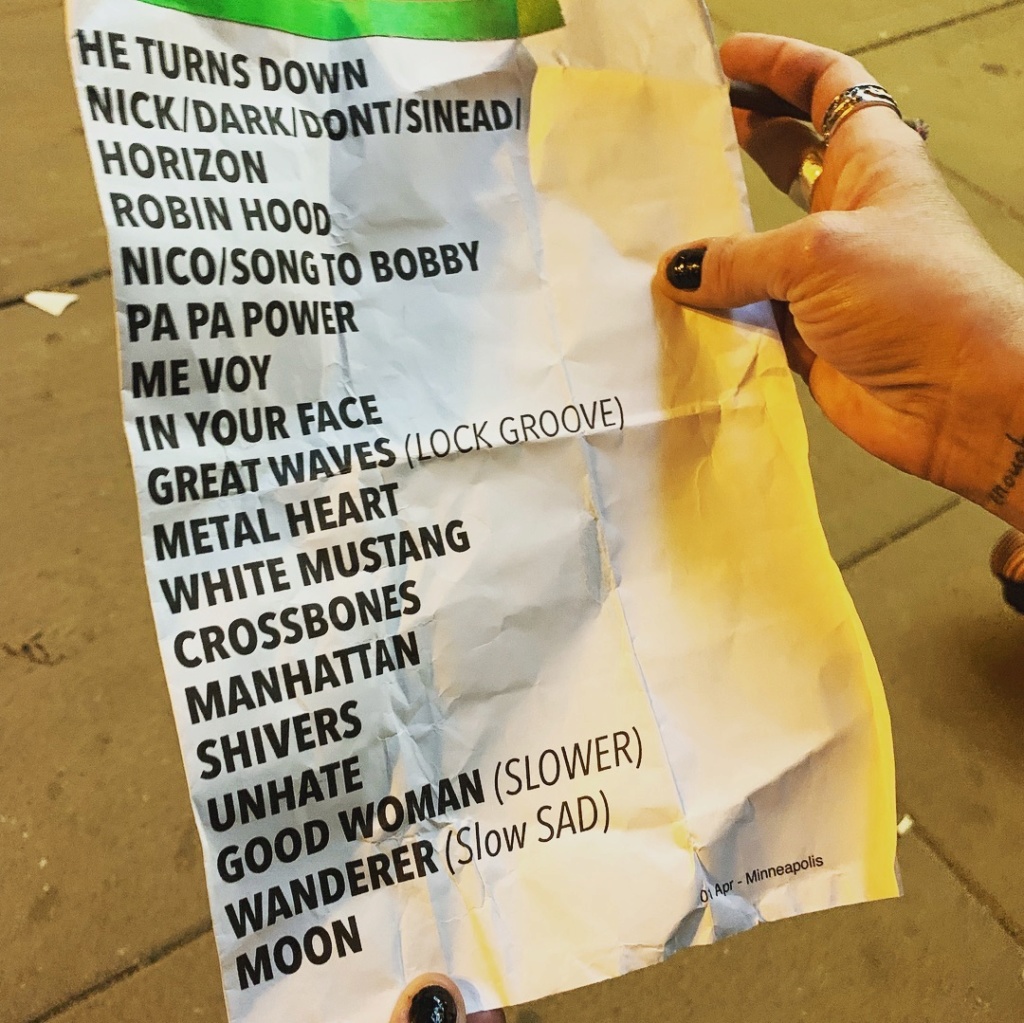 HE TURNS DOWN
NICK/DARK/DONT/SINEAD/
HORIZON
ROBIN HOOD
NICO/SONG TO BOBBY
PA PA POWER
ME VOY
IN YOUR FACE
GREAT WAVES (LOCK GROOVE)
METAL HEART
WHITE MUSTANG
CROSSBONES
MANHATTAN
SHIVERS
UNHATE
GOOD WOMAN (SLOWER)
WANDERER (Slow SAD)
MOON
Apr - Minneapolis